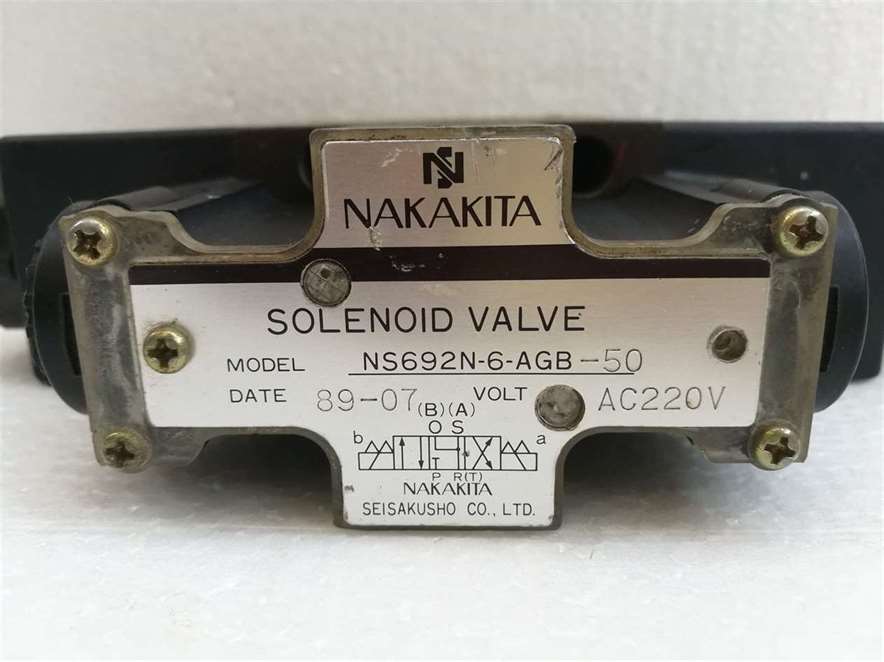 NAKAKITA
SOLENOID VALVE
MODEL NS692N-6-AGB-50
DATE 89-07 VOLT AC220V
(B)(A)
O S
b a
T
P R(T)
NAKAKITA
SEISAKUSHO CO., LTD.